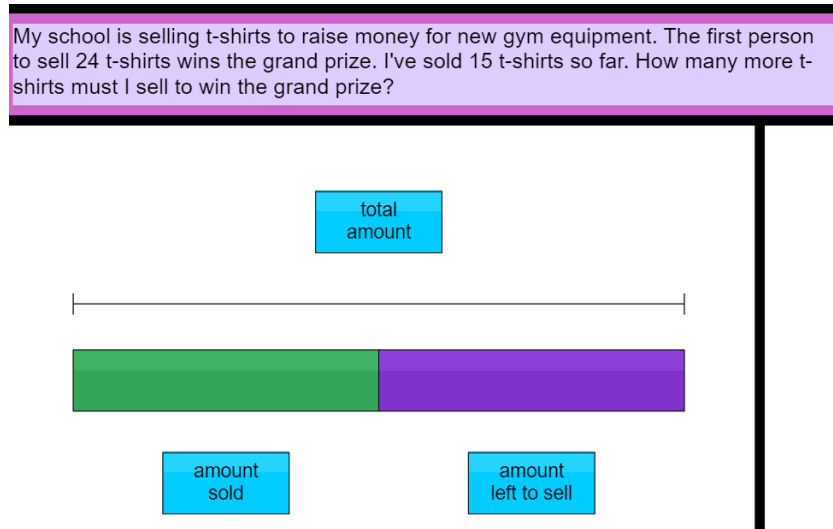 My school is selling t-shirts to raise money for new gym equipment. The first person
to sell 24 t-shirts wins the grand prize. I've sold 15 t-shirts so far. How many more t-
shirts must I sell to win the grand prize?
total
amount
amount
sold
amount
left to sell